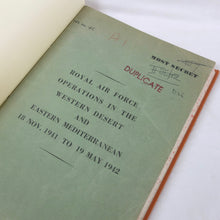 MOST SECRET
DUPLICATE
ROYAL AIR FORCE
OPERATIONS IN THE
WESTERN DESERT
AND
EASTERN MEDITERRANEAN
18 NOV. 1941 TO 19 MAY 1942